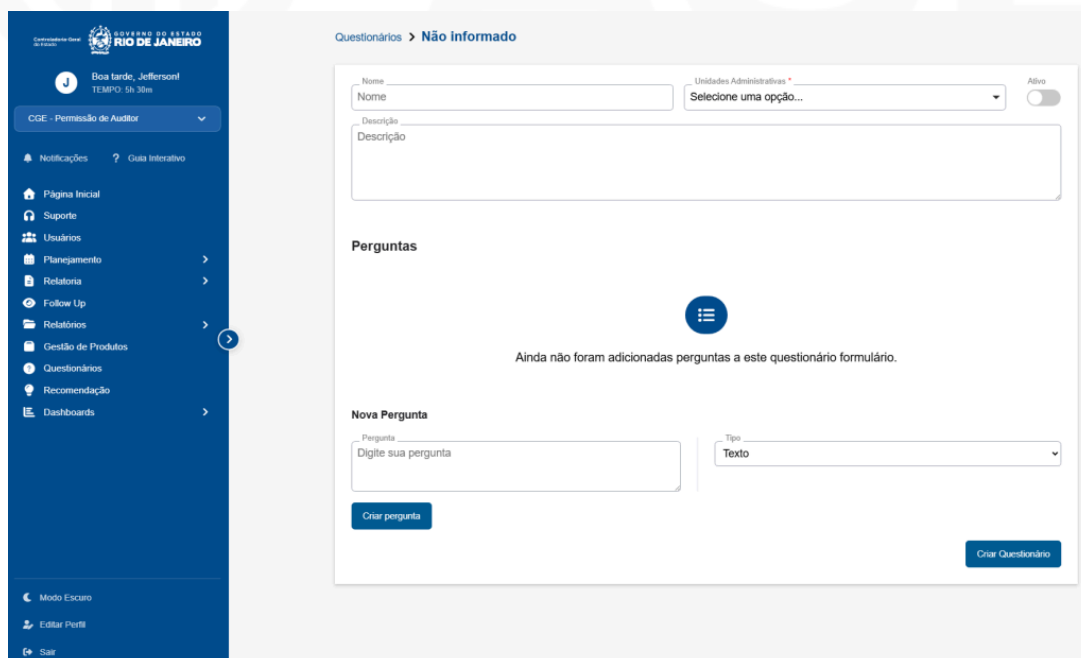 Controladoria Geral
do Estado
GOVERNO DO ESTADO
RIO DE JANEIRO
J
Boa tarde, Jefferson!
TEMPO: 5h 30m
CGE - Permissão de Auditor
Notificações
? Guia Interativo
Página Inicial
Suporte
Usuários
Planejamento
Relatoria
Follow Up
Relatórios
Gestão de Produtos
Questionários
Recomendação
Dashboards
Modo Escuro
Editar Perfil
Sair
Questionários > Não informado
Nome
Nome
Unidades Administrativas *
Selecione uma opção...
Ativo
Descrição
Descrição
Perguntas
Ainda não foram adicionadas perguntas a este questionário formulário.
Nova Pergunta
Pergunta
Digite sua pergunta
Tipo
Texto
Criar pergunta
Criar Questionário